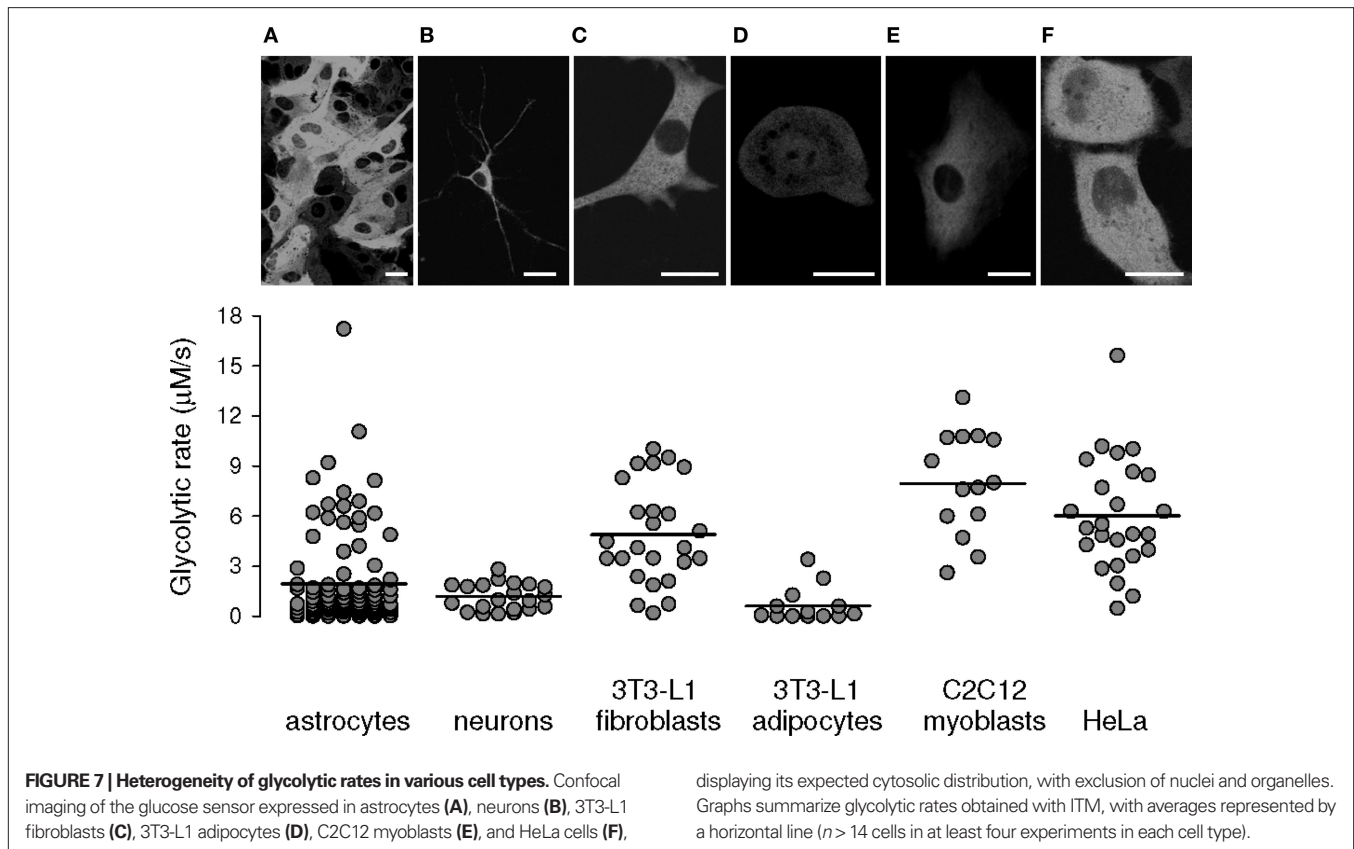 A B C D E F
18
15
12
9
6
3
0
Glycolytic rate (µM/s)
3T3-L1 3T3-L1 C2C12
astrocytes neurons fibroblasts adipocytes myoblasts HeLa
FIGURE 7 | Heterogeneity of glycolytic rates in various cell types. Confocal
imaging of the glucose sensor expressed in astrocytes (A), neurons (B), 3T3-L1
fibroblasts (C), 3T3-L1 adipocytes (D), C2C12 myoblasts (E), and HeLa cells (F),
displaying its expected cytosolic distribution, with exclusion of nuclei and organelles.
Graphs summarize glycolytic rates obtained with ITM, with averages represented by
a horizontal line (n > 14 cells in at least four experiments in each cell type).